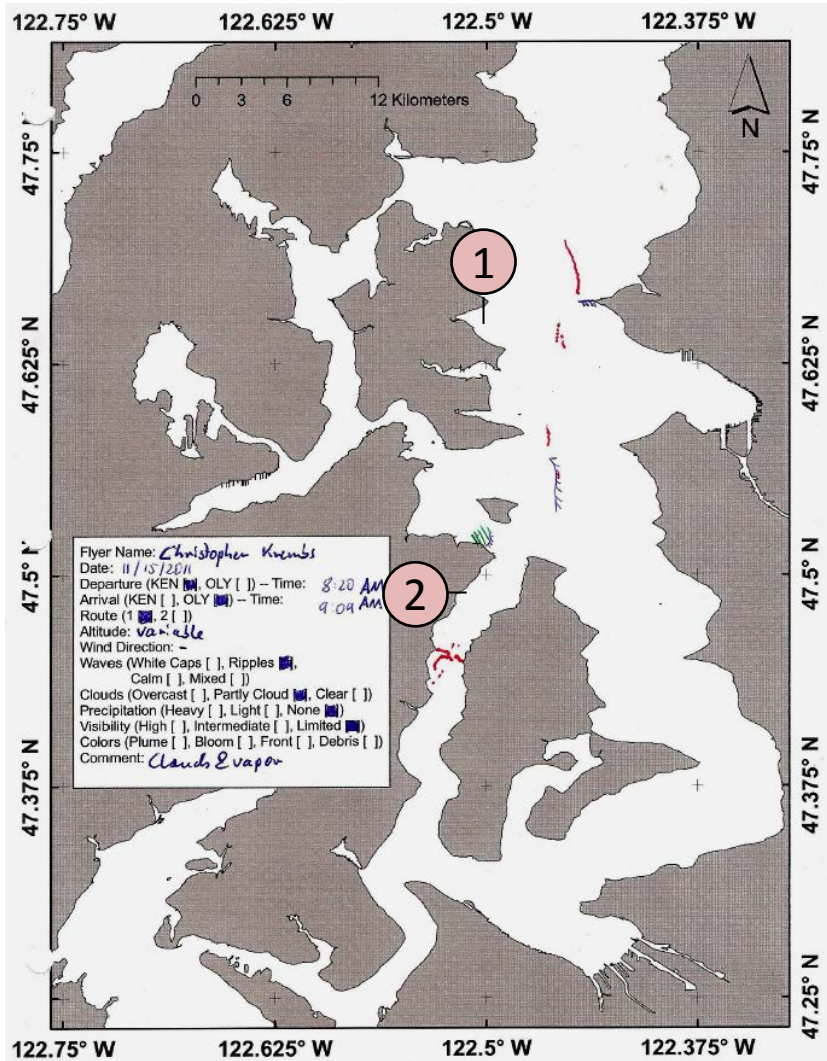 122.75° W 122.625° W 122.5° W 122.375° W
0 3 6 12 Kilometers
N
47.75° N 47.75° N
1
47.625° N 47.625° N
47.5° N
Flyer Name: Christopher Krembs
Date: 11/15/2011
Departure (KEN [ ], OLY [ ]) -- Time: 8:20 AM
Arrival (KEN [ ], OLY [ ]) -- Time: 9:09 AM
Route (1 [ ], 2 [ ])
Altitude: variable
Wind Direction: -
Waves (White Caps [ ], Ripples [ ],
Calm [ ], Mixed [ ])
Clouds (Overcast [ ], Partly Cloud [ ], Clear [ ])
Precipitation (Heavy [ ], Light [ ], None [ ])
Visibility (High [ ], Intermediate [ ], Limited [ ])
Colors (Plume [ ], Bloom [ ], Front [ ], Debris [ ])
Comment: Clouds & vapor
2
47.5° N
47.375° N 47.375° N
47.25° N
122.75° W 122.625° W 122.5° W 122.375° W